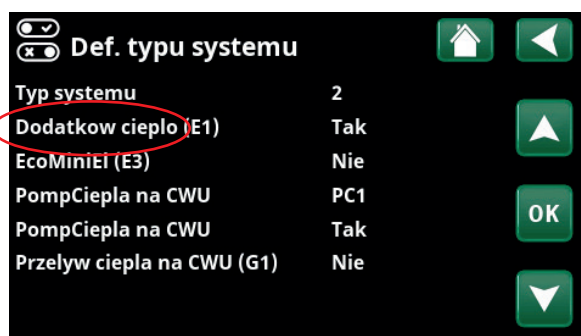 Def. typu systemu
Typ systemu 2
Dodatkow cieplo (E1) Tak
EcoMiniEl (E3) Nie
PompCiepla na CWU PC1
PompCiepla na CWU Tak
Przelyw ciepla na CWU (G1) Nie
OK